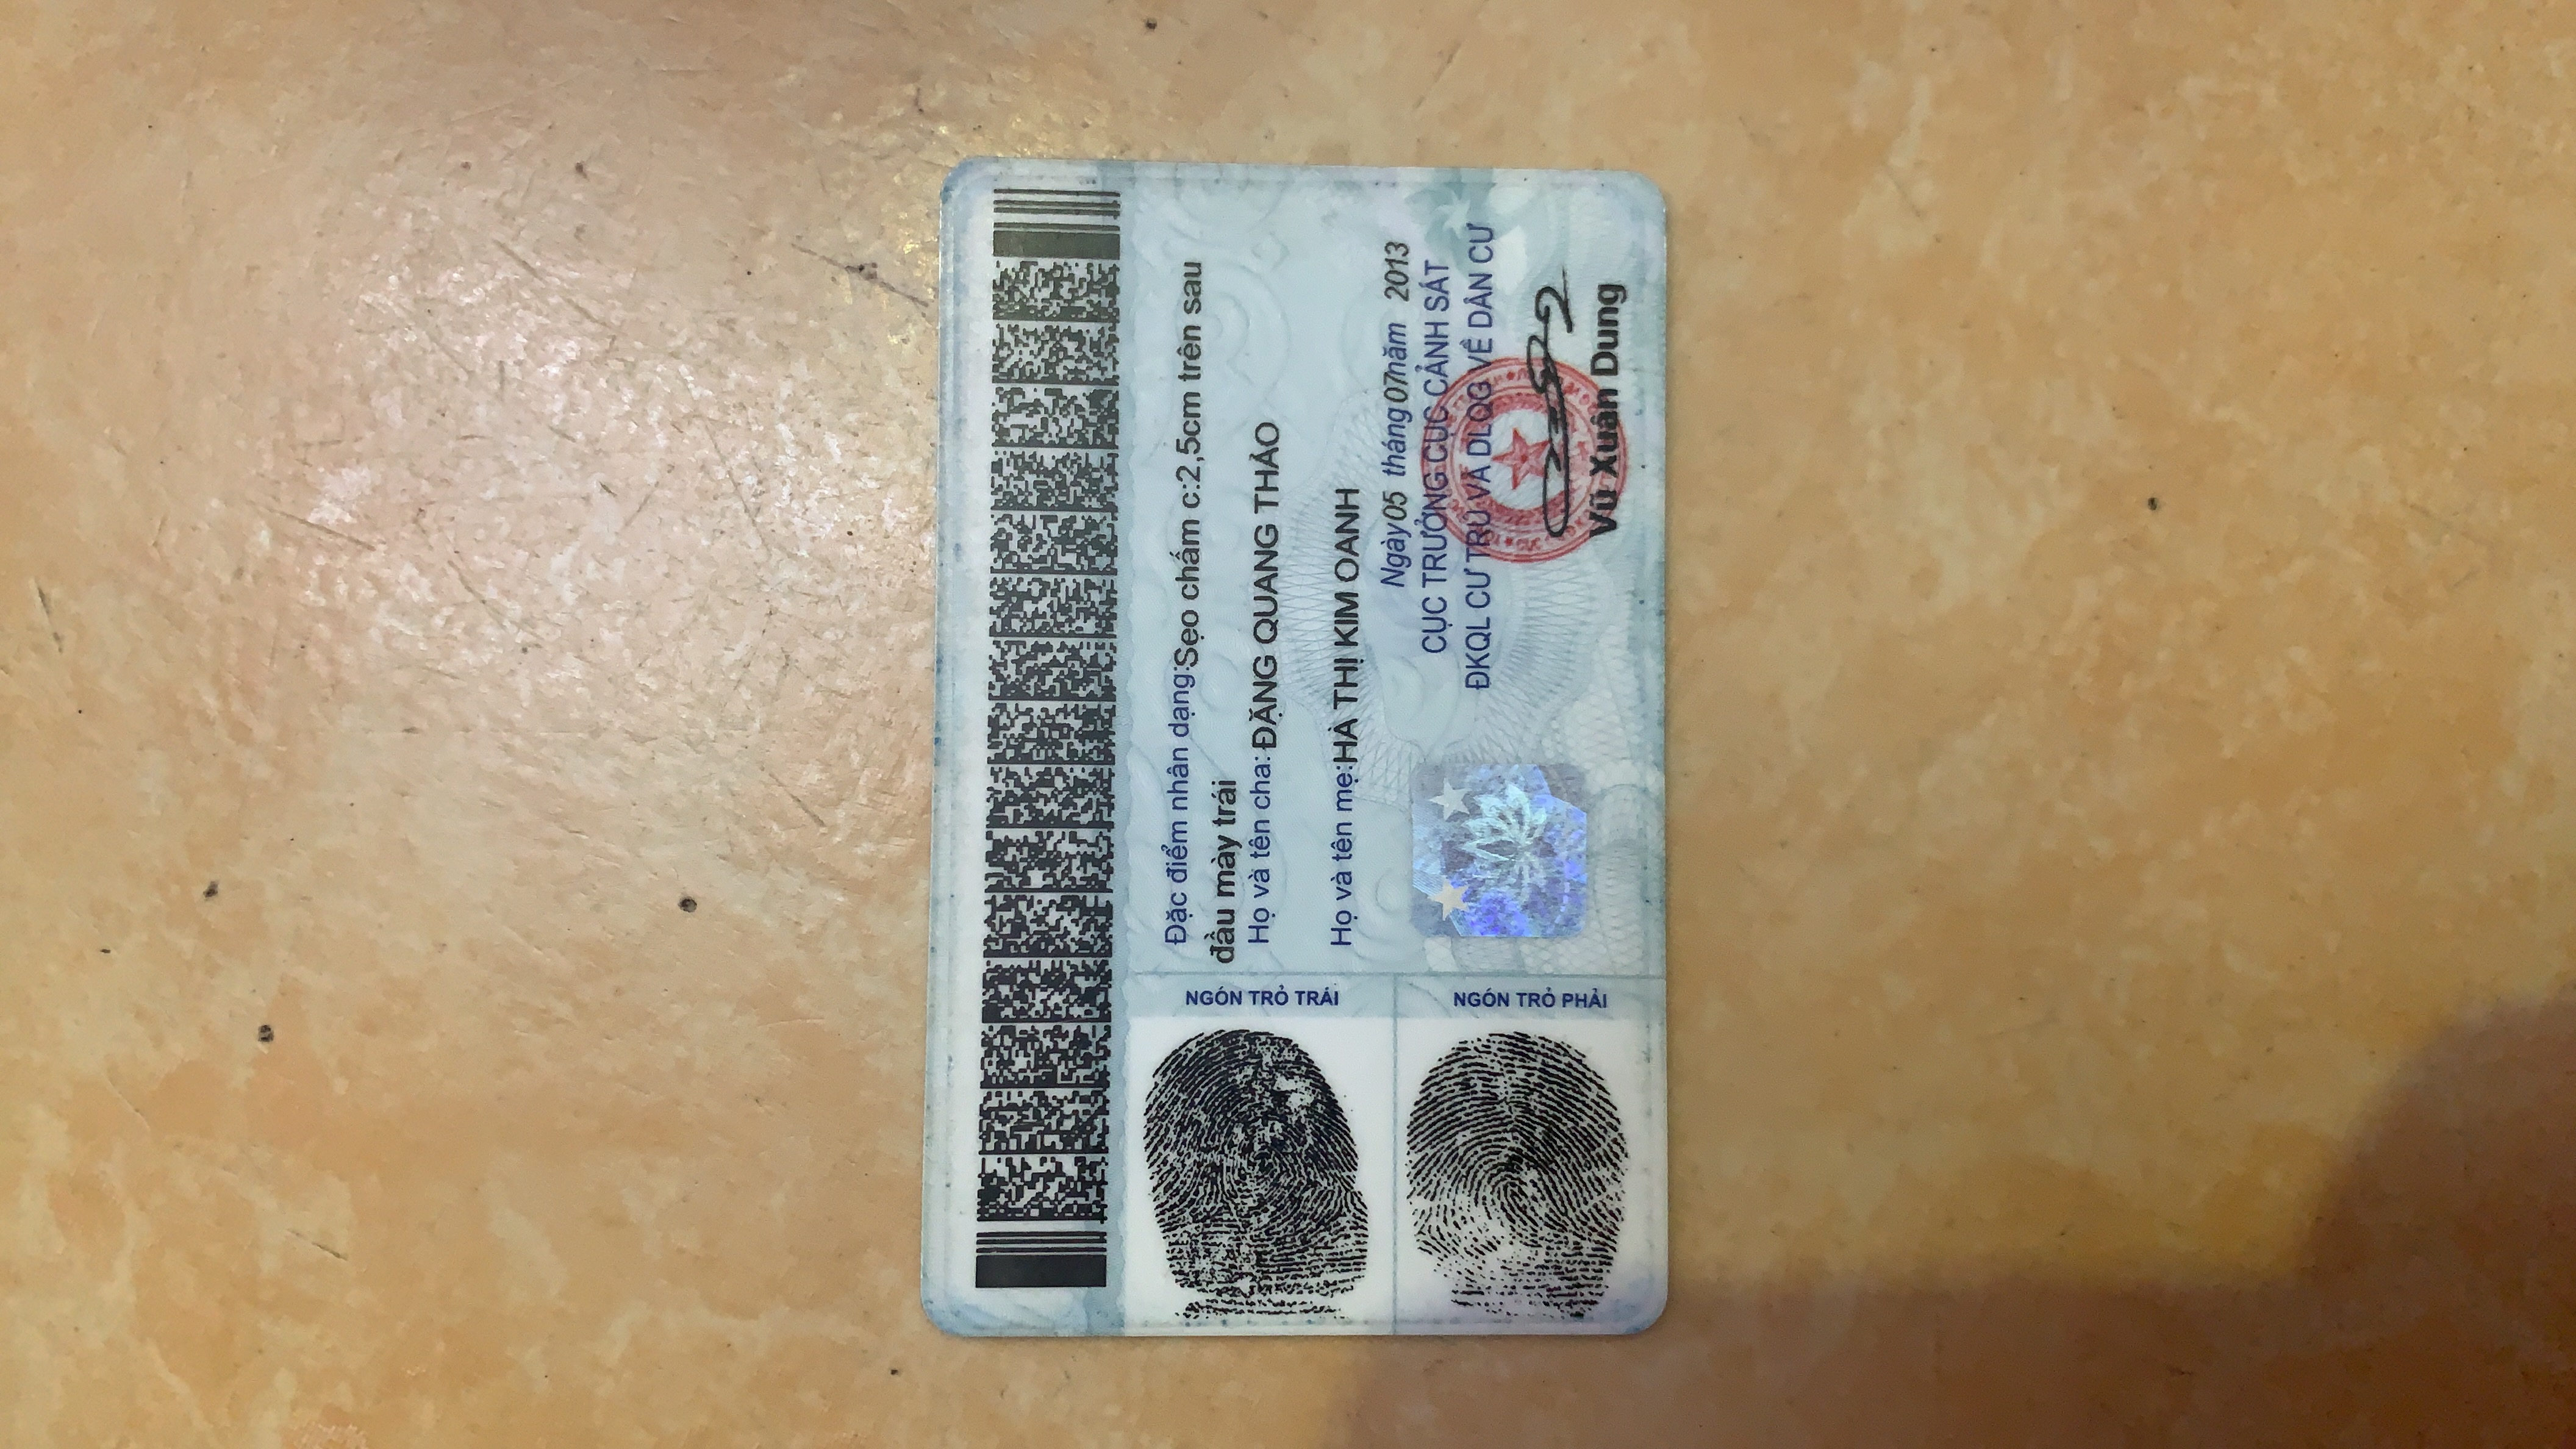 Đặc điểm nhân dạng:Sẹo chấm c:2,5cm trên sau
đầu mày trái
Họ và tên cha: ĐẶNG QUANG THẢO
Họ và tên mẹ:HÀ THỊ KIM OANH
Ngày 05 tháng 07 năm 2013
CỤC TRƯỞNG CỤC CẢNH SÁT
ĐKQL CƯ TRÚ VÀ DLQG VỀ DÂN CƯ
Vũ Xuân Dung
NGÓN TRỎ TRÁI
NGÓN TRỎ PHẢI